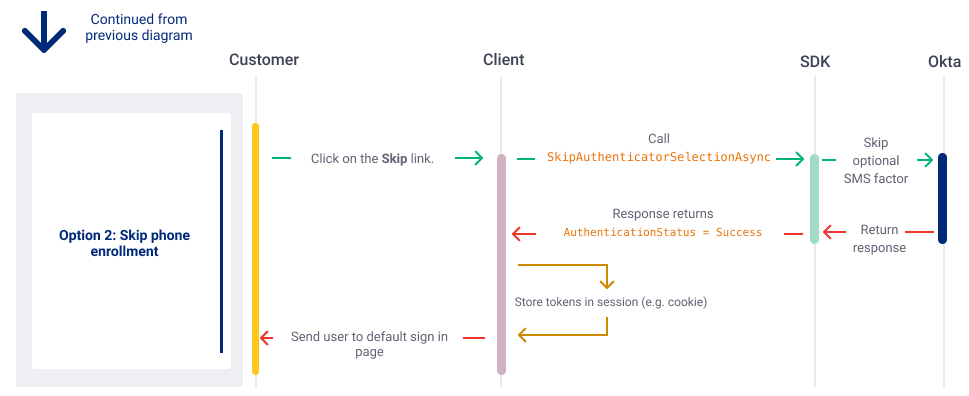 Continued from
previous diagram
Customer
Client
SDK
Okta
Option 2: Skip phone
enrollment
Click on the Skip link.
Call
SkipAuthenticatorSelectionAsync
Skip
optional
SMS factor
Response returns
AuthenticationStatus = Success
Return
response
Store tokens in session (e.g. cookie)
Send user to default sign in
page